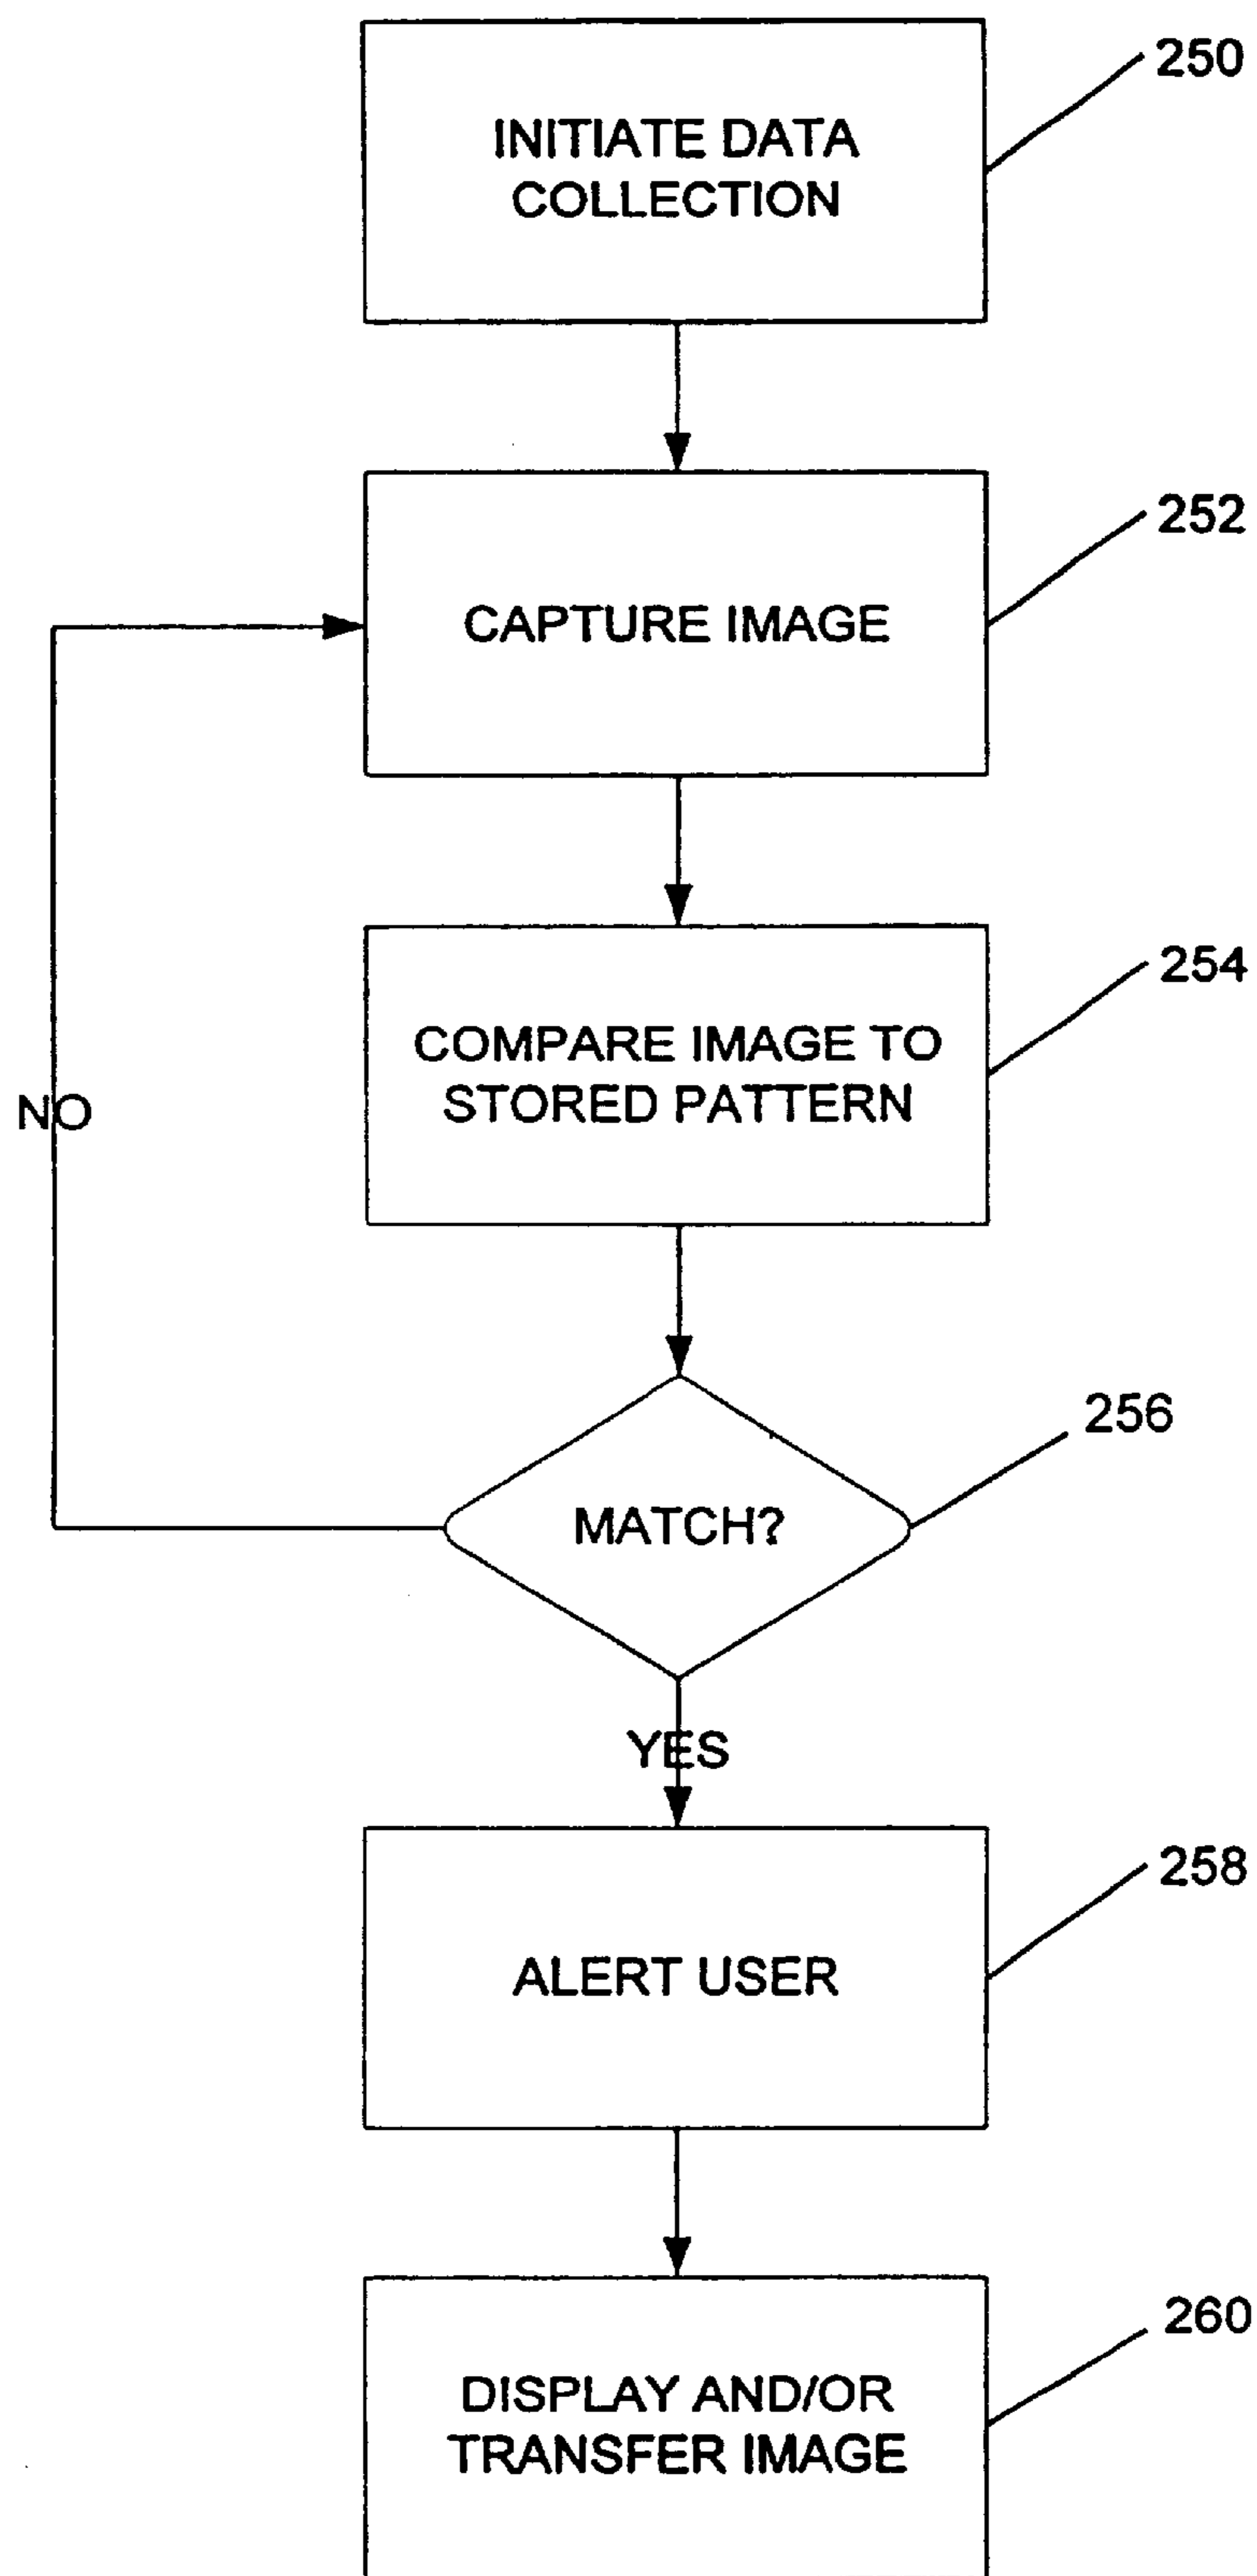 250
INITIATE DATA
COLLECTION
252
CAPTURE IMAGE
254
COMPARE IMAGE TO
STORED PATTERN
NO
256
MATCH?
YES
258
ALERT USER
260
DISPLAY AND/OR
TRANSFER IMAGE